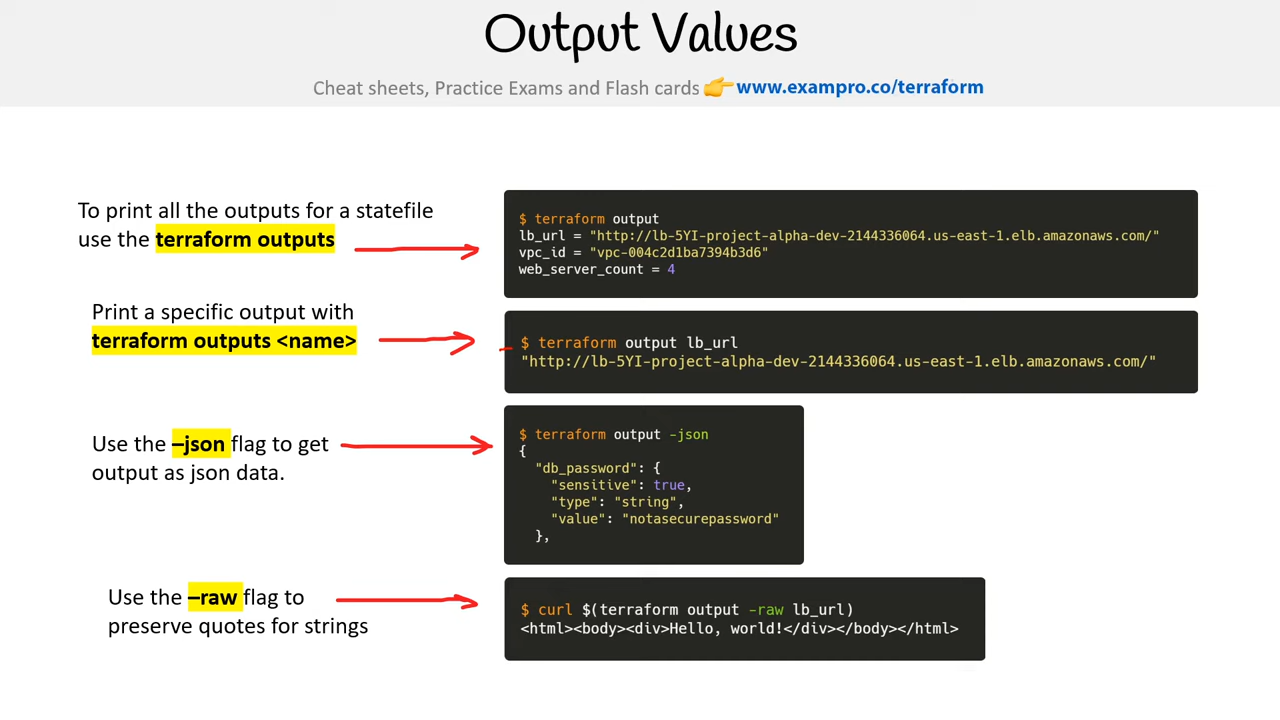 Output Values
Cheat sheets, Practice Exams and Flash cards 👉 www.exampro.co/terraform
To print all the outputs for a statefile
use the terraform outputs
$ terraform output
lb_url = "http://lb-5YI-project-alpha-dev-2144336064.us-east-1.elb.amazonaws.com/"
vpc_id = "vpc-004c2d1ba7394b3d6"
web_server_count = 4
Print a specific output with
terraform outputs <name>
$ terraform output lb_url
"http://lb-5YI-project-alpha-dev-2144336064.us-east-1.elb.amazonaws.com/"
Use the –json flag to get
output as json data.
$ terraform output -json
{
  "db_password": {
    "sensitive": true,
    "type": "string",
    "value": "notasecurepassword"
  },
Use the –raw flag to
preserve quotes for strings
$ curl $(terraform output -raw lb_url)
<html><body><div>Hello, world!</div></body></html>